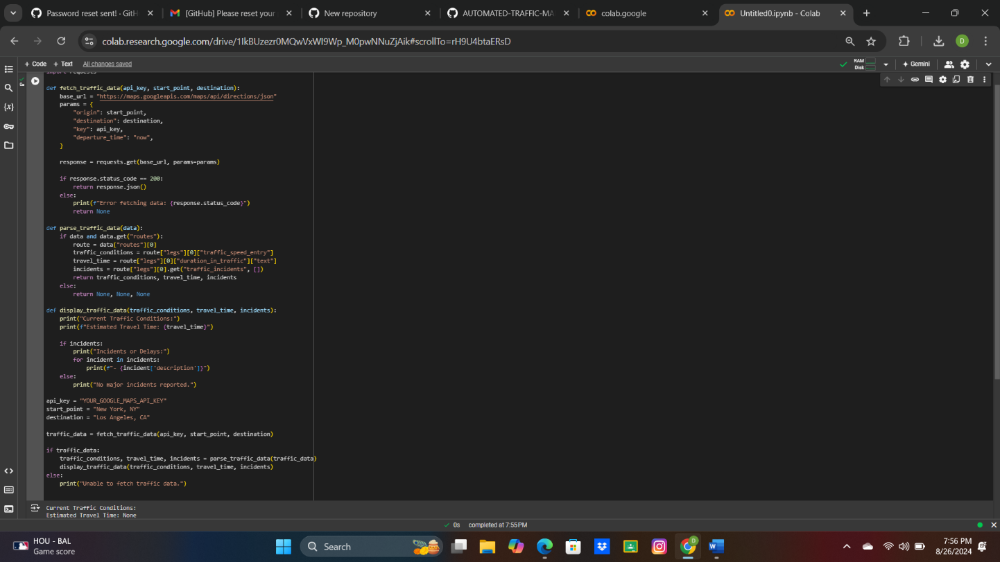 Password reset sent! · GitH
[GitHub] Please reset your
New repository
AUTOMATED-TRAFFIC-MA
colab.google
Untitled0.ipynb - Colab
colab.research.google.com/drive/1IkBUzezr0MQwVxWI9Wp_M0pwNNuZjAik#scrollTo=rH9U4btaERsD
D
+ Code + Text All changes saved
RAM
Disk
Gemini
0s
import requests
def fetch_traffic_data(api_key, start_point, destination):
base_url = "https://maps.googleapis.com/maps/api/directions/json"
params = {
"origin": start_point,
"destination": destination,
"key": api_key,
"departure_time": "now",
}
response = requests.get(base_url, params=params)
if response.status_code == 200:
return response.json()
else:
print(f"Error fetching data: {response.status_code}")
return None
def parse_traffic_data(data):
if data and data.get("routes"):
route = data["routes"][0]
traffic_conditions = route["legs"][0]["traffic_speed_entry"]
travel_time = route["legs"][0]["duration_in_traffic"]["text"]
incidents = route["legs"][0].get("traffic_incidents", [])
return traffic_conditions, travel_time, incidents
else:
return None, None, None
def display_traffic_data(traffic_conditions, travel_time, incidents):
print("Current Traffic Conditions:")
print(f"Estimated Travel Time: {travel_time}")
if incidents:
print("Incidents or Delays:")
for incident in incidents:
print(f"- {incident['description']}")
else:
print("No major incidents reported.")
api_key = "YOUR_GOOGLE_MAPS_API_KEY"
start_point = "New York, NY"
destination = "Los Angeles, CA"
traffic_data = fetch_traffic_data(api_key, start_point, destination)
if traffic_data:
traffic_conditions, travel_time, incidents = parse_traffic_data(traffic_data)
display_traffic_data(traffic_conditions, travel_time, incidents)
else:
print("Unable to fetch traffic data.")
Current Traffic Conditions:
Estimated Travel Time: None
0s completed at 7:55 PM
HOU - BAL
Game score
Search
7:56 PM
8/26/2024